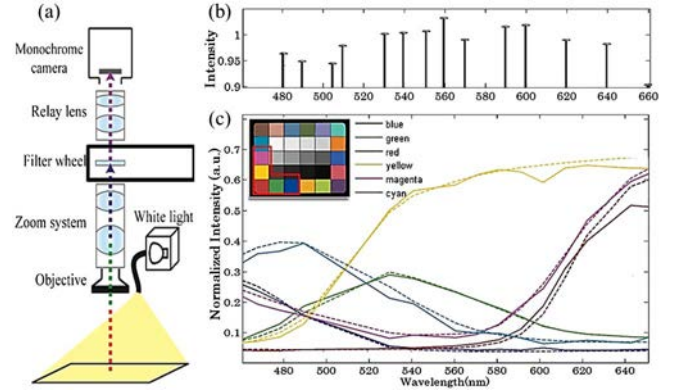 (a)
Monochrome
camera
Relay lens
Filter wheel
Zoom system
White light
Objective
(b)
Intensity
1
0.95
0.9
480 500 520 540 560 580 600 620 640 660
(c)
Normalized Intensity (a.u.)
0.7
0.6
0.5
0.4
0.3
0.2
0.1
blue
green
red
yellow
magenta
cyan
480 500 520 540 560 580 600 620 640
Wavelength(nm)